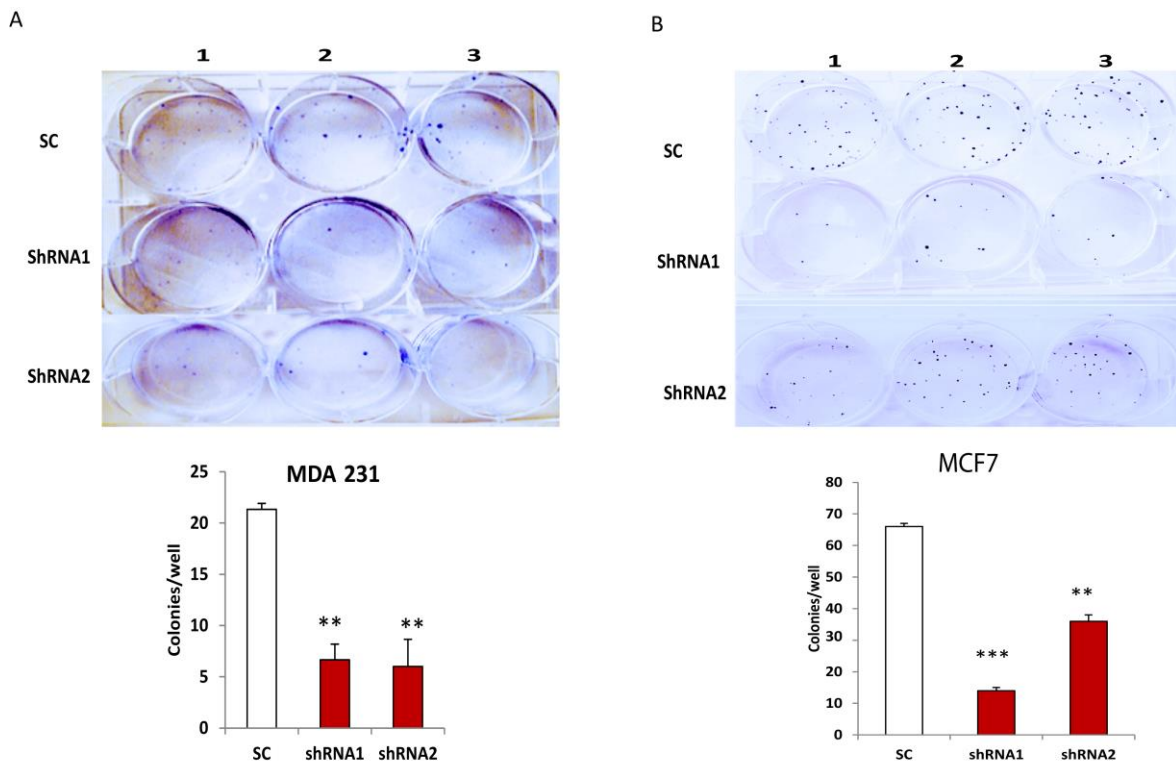 A
1 2 3
SC
ShRNA1
ShRNA2
MDA 231
Colonies/well
25
20
15
10
5
0
**
**
SC shRNA1 shRNA2
B
1 2 3
SC
ShRNA1
ShRNA2
MCF7
Colonies/well
80
70
60
50
40
30
20
10
0
***
**
SC shRNA1 shRNA2